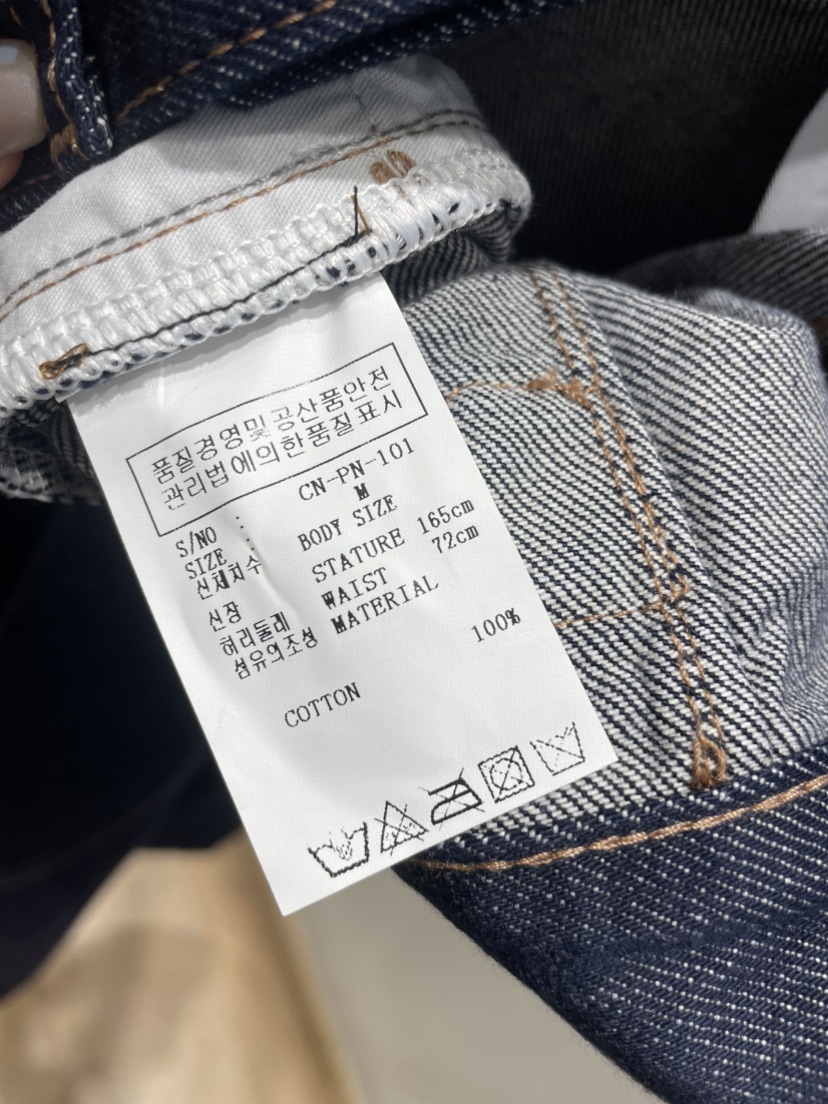 품질경영및공산품안전
관리법에의한품질표시
S/NO : CN-PN-101
SIZE : M
신체치수 BODY SIZE
신장 STATURE 165cm
허리둘레 WAIST 72cm
섬유의조성 MATERIAL
100%
COTTON